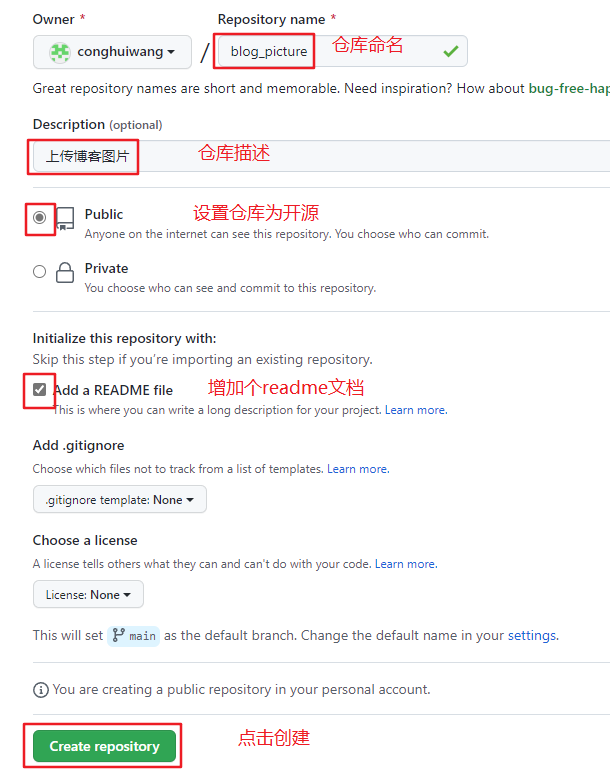 Owner * Repository name *
conghuiwang / blog_picture 仓库命名
Great repository names are short and memorable. Need inspiration? How about bug-free-hap
Description (optional)
上传博客图片 仓库描述
Public 设置仓库为开源
Anyone on the internet can see this repository. You choose who can commit.
Private
You choose who can see and commit to this repository.
Initialize this repository with:
Skip this step if you're importing an existing repository.
Add a README file 增加个readme文档
This is where you can write a long description for your project. Learn more.
Add .gitignore
Choose which files not to track from a list of templates. Learn more.
.gitignore template: None
Choose a license
A license tells others what they can and can't do with your code. Learn more.
License: None
This will set main as the default branch. Change the default name in your settings.
You are creating a public repository in your personal account.
Create repository 点击创建